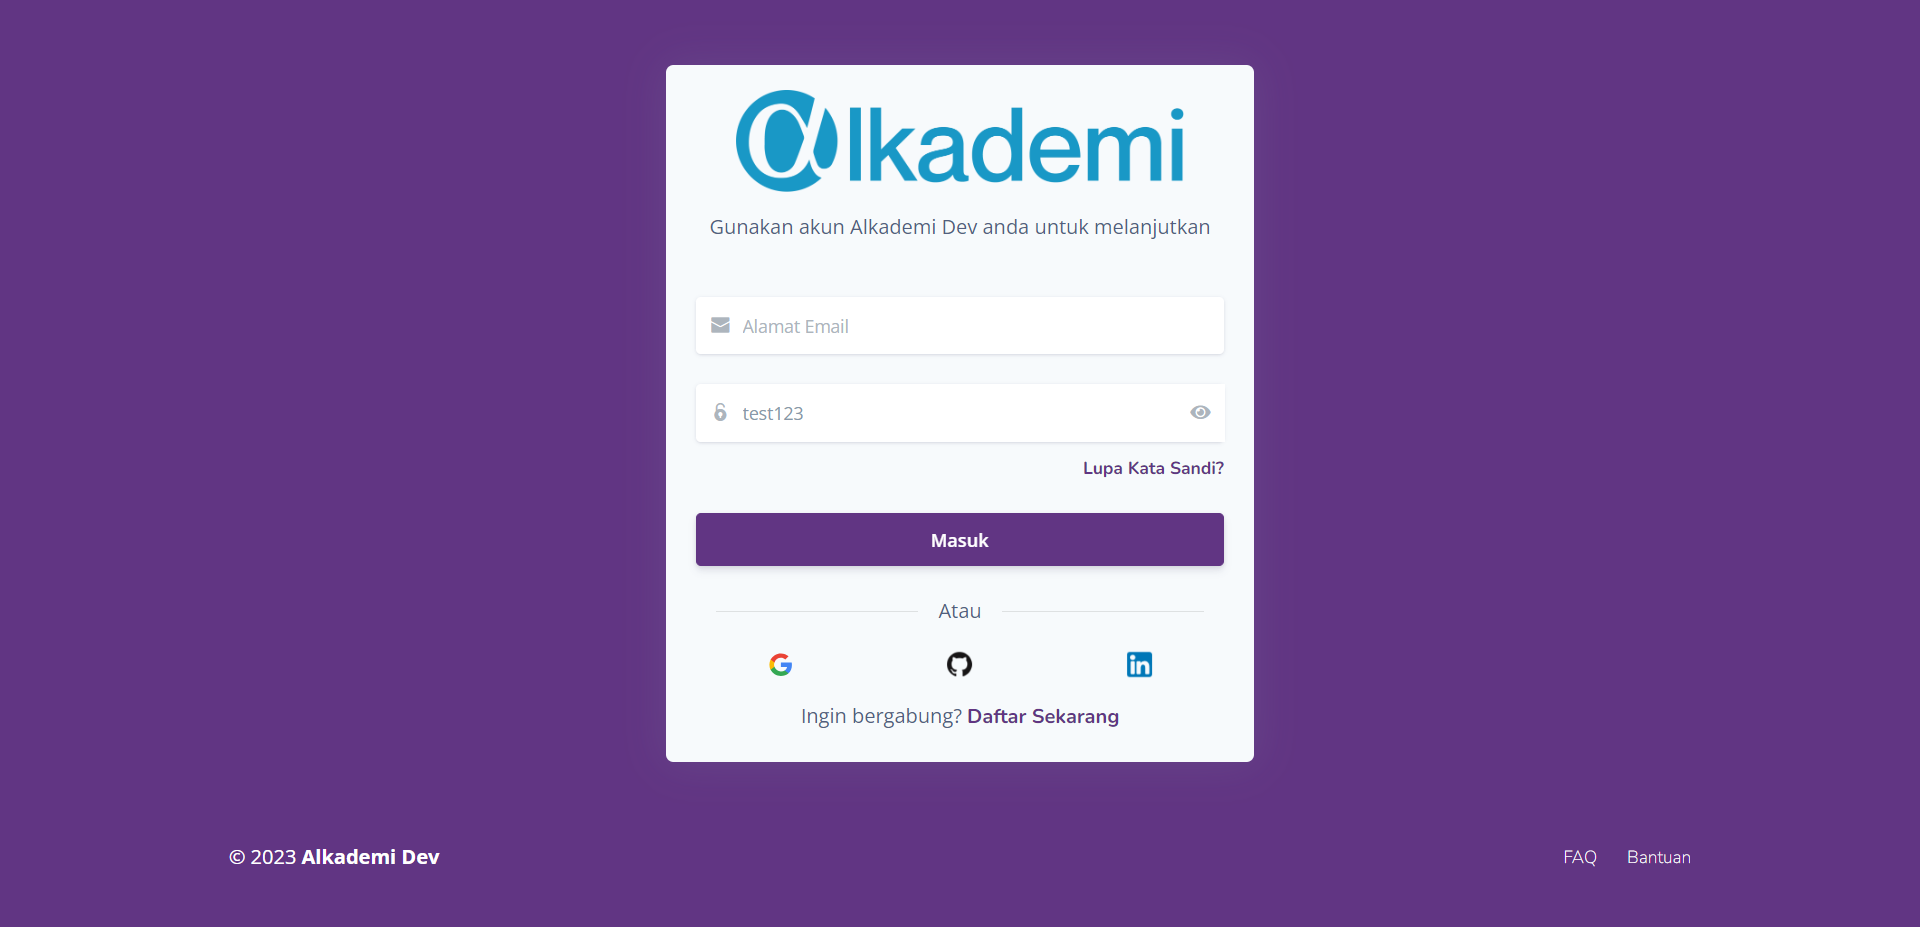 αlkademi
Gunakan akun Alkademi Dev anda untuk melanjutkan
Alamat Email
test123
Lupa Kata Sandi?
Masuk
Atau
Ingin bergabung? Daftar Sekarang
© 2023 Alkademi Dev
FAQ Bantuan